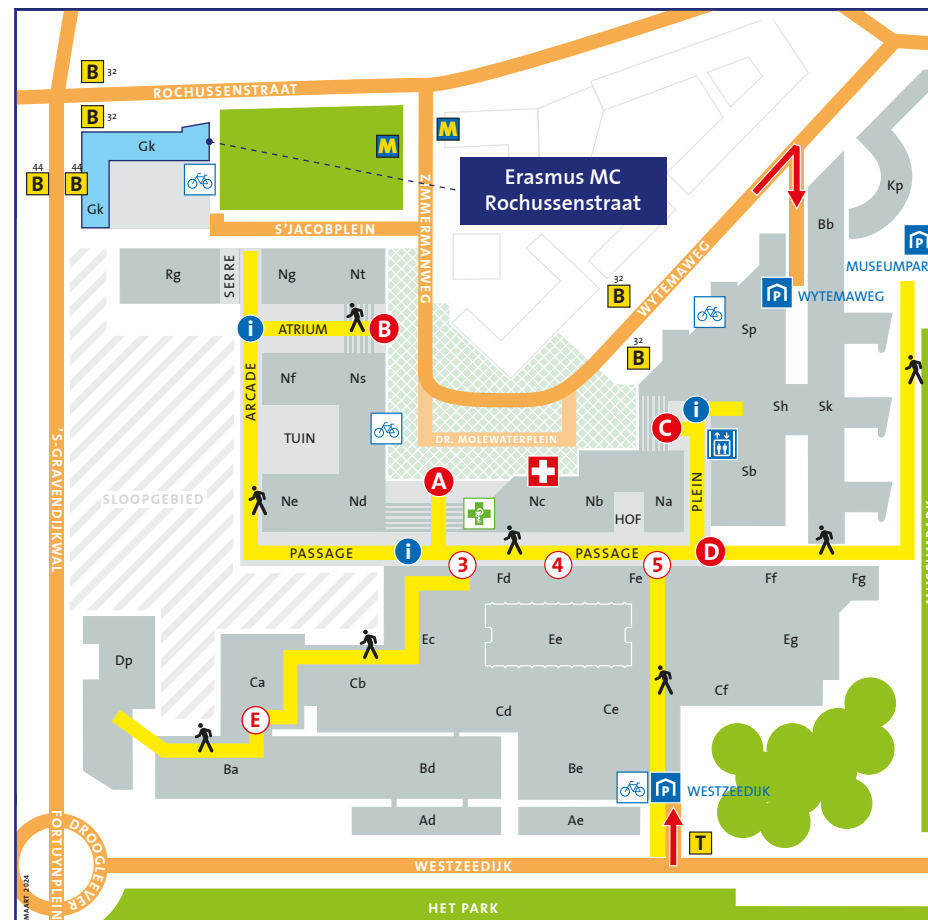 B 32
ROCHUSSENSTRAAT
B 32
Gk
M
M
44 44
B B
Gk
Erasmus MC
Rochussenstraat
ZIMMERMANWEG
S'JACOBPLEIN
WYTEMAWEG
Kp
Bb
P
MUSEUMPAR
P WYTEMAWEG
Rg
SERRE
Ng
Nt
32
B
i
ATRIUM
B
Sp
32
B
ARCADE
Nf
Ns
TUIN
DR. MOLEWATERPLEIN
C
i
Sh
Sk
'S-GRAVENDIJKWAL
SLOOPGEBIED
Ne
Nd
A
Nc
Nb
HOF
Na
PLEIN
Sb
PASSAGE
i
PASSAGE
D
3
4
5
Fd
Fe
Ff
Fg
Ec
Ee
Eg
Dp
Ca
Cb
Cd
Ce
Cf
E
Ba
Bd
Be
P WESTZEEDIJK
Ad
Ae
T
DROOGLEEVER
FORTUYNPLEIN
WESTZEEDIJK
MAART 2024
HET PARK